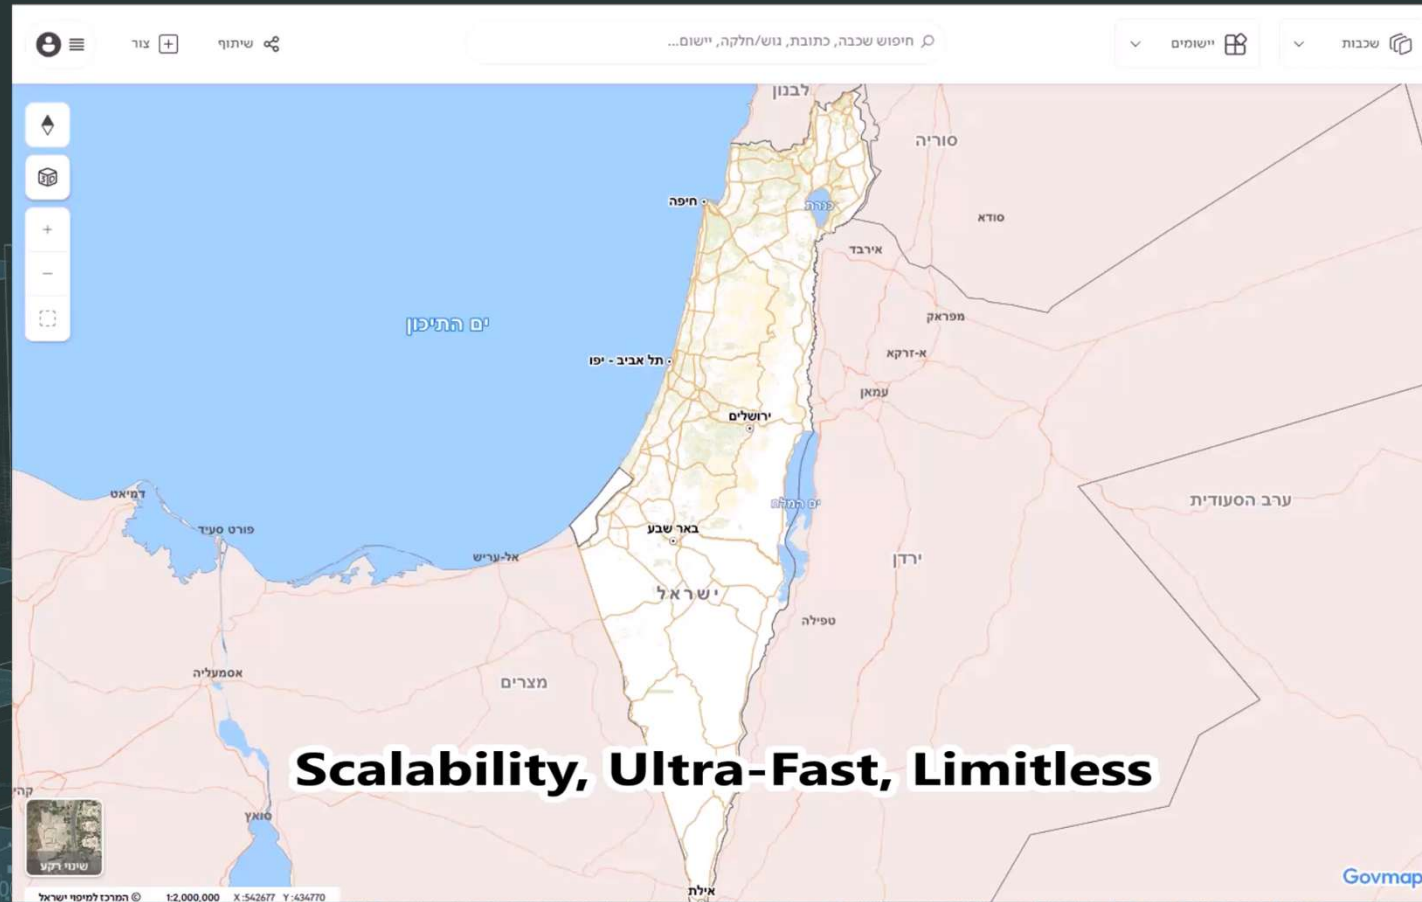 שכבות
יישומים
חיפוש שכבה, כתובת, גוש/חלקה, יישום...
שיתוף
צור
לבנון
סוריה
חיפה
כנרת
סודא
אירבד
מפראק
ים התיכון
א-זרקא
תל אביב - יפו
עמאן
ירושלים
דמיאט
ים המלח
ערב הסעודית
פורט סעיד
באר שבע
אל-עריש
ירדן
ישראל
טפילה
אסמעליה
מצרים
Scalability, Ultra-Fast, Limitless
סואץ
שינוי רקע
Govmap
אילת
© המרכז למיפוי ישראל 1:2,000,000 X:542677 Y:434770